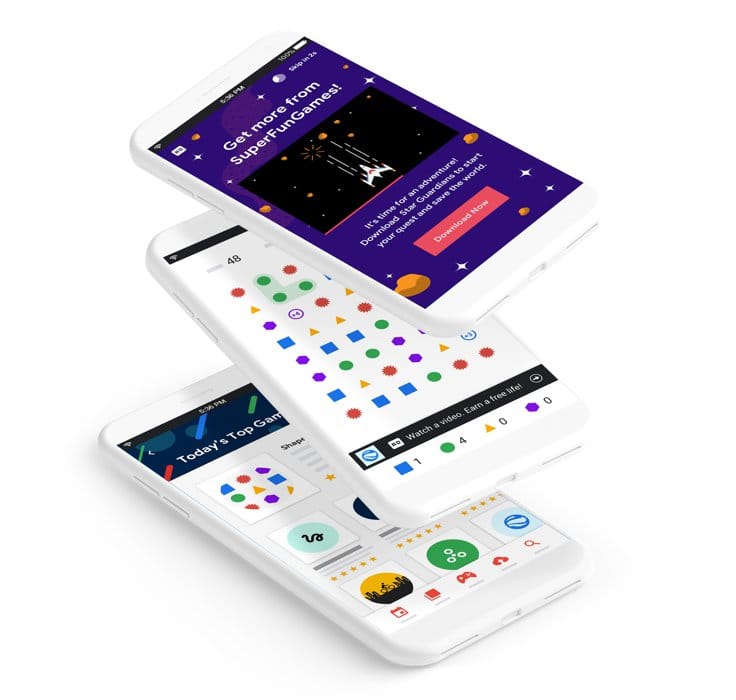 5:36 PM
100%
AD
Skip in 2s
Get more from
SuperFunGames!
It's time for an adventure!
Download Star Guardians to start
your quest and save the world.
Download Now
48
+4
+3
AD
Watch a video. Earn a free life!
1
4
0
0
5:36 PM
Today's Top Gam
Shape